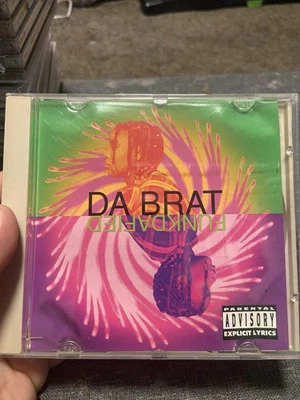 DA BRAT
FUNKDAFIED
PARENTAL
ADVISORY
EXPLICIT LYRICS